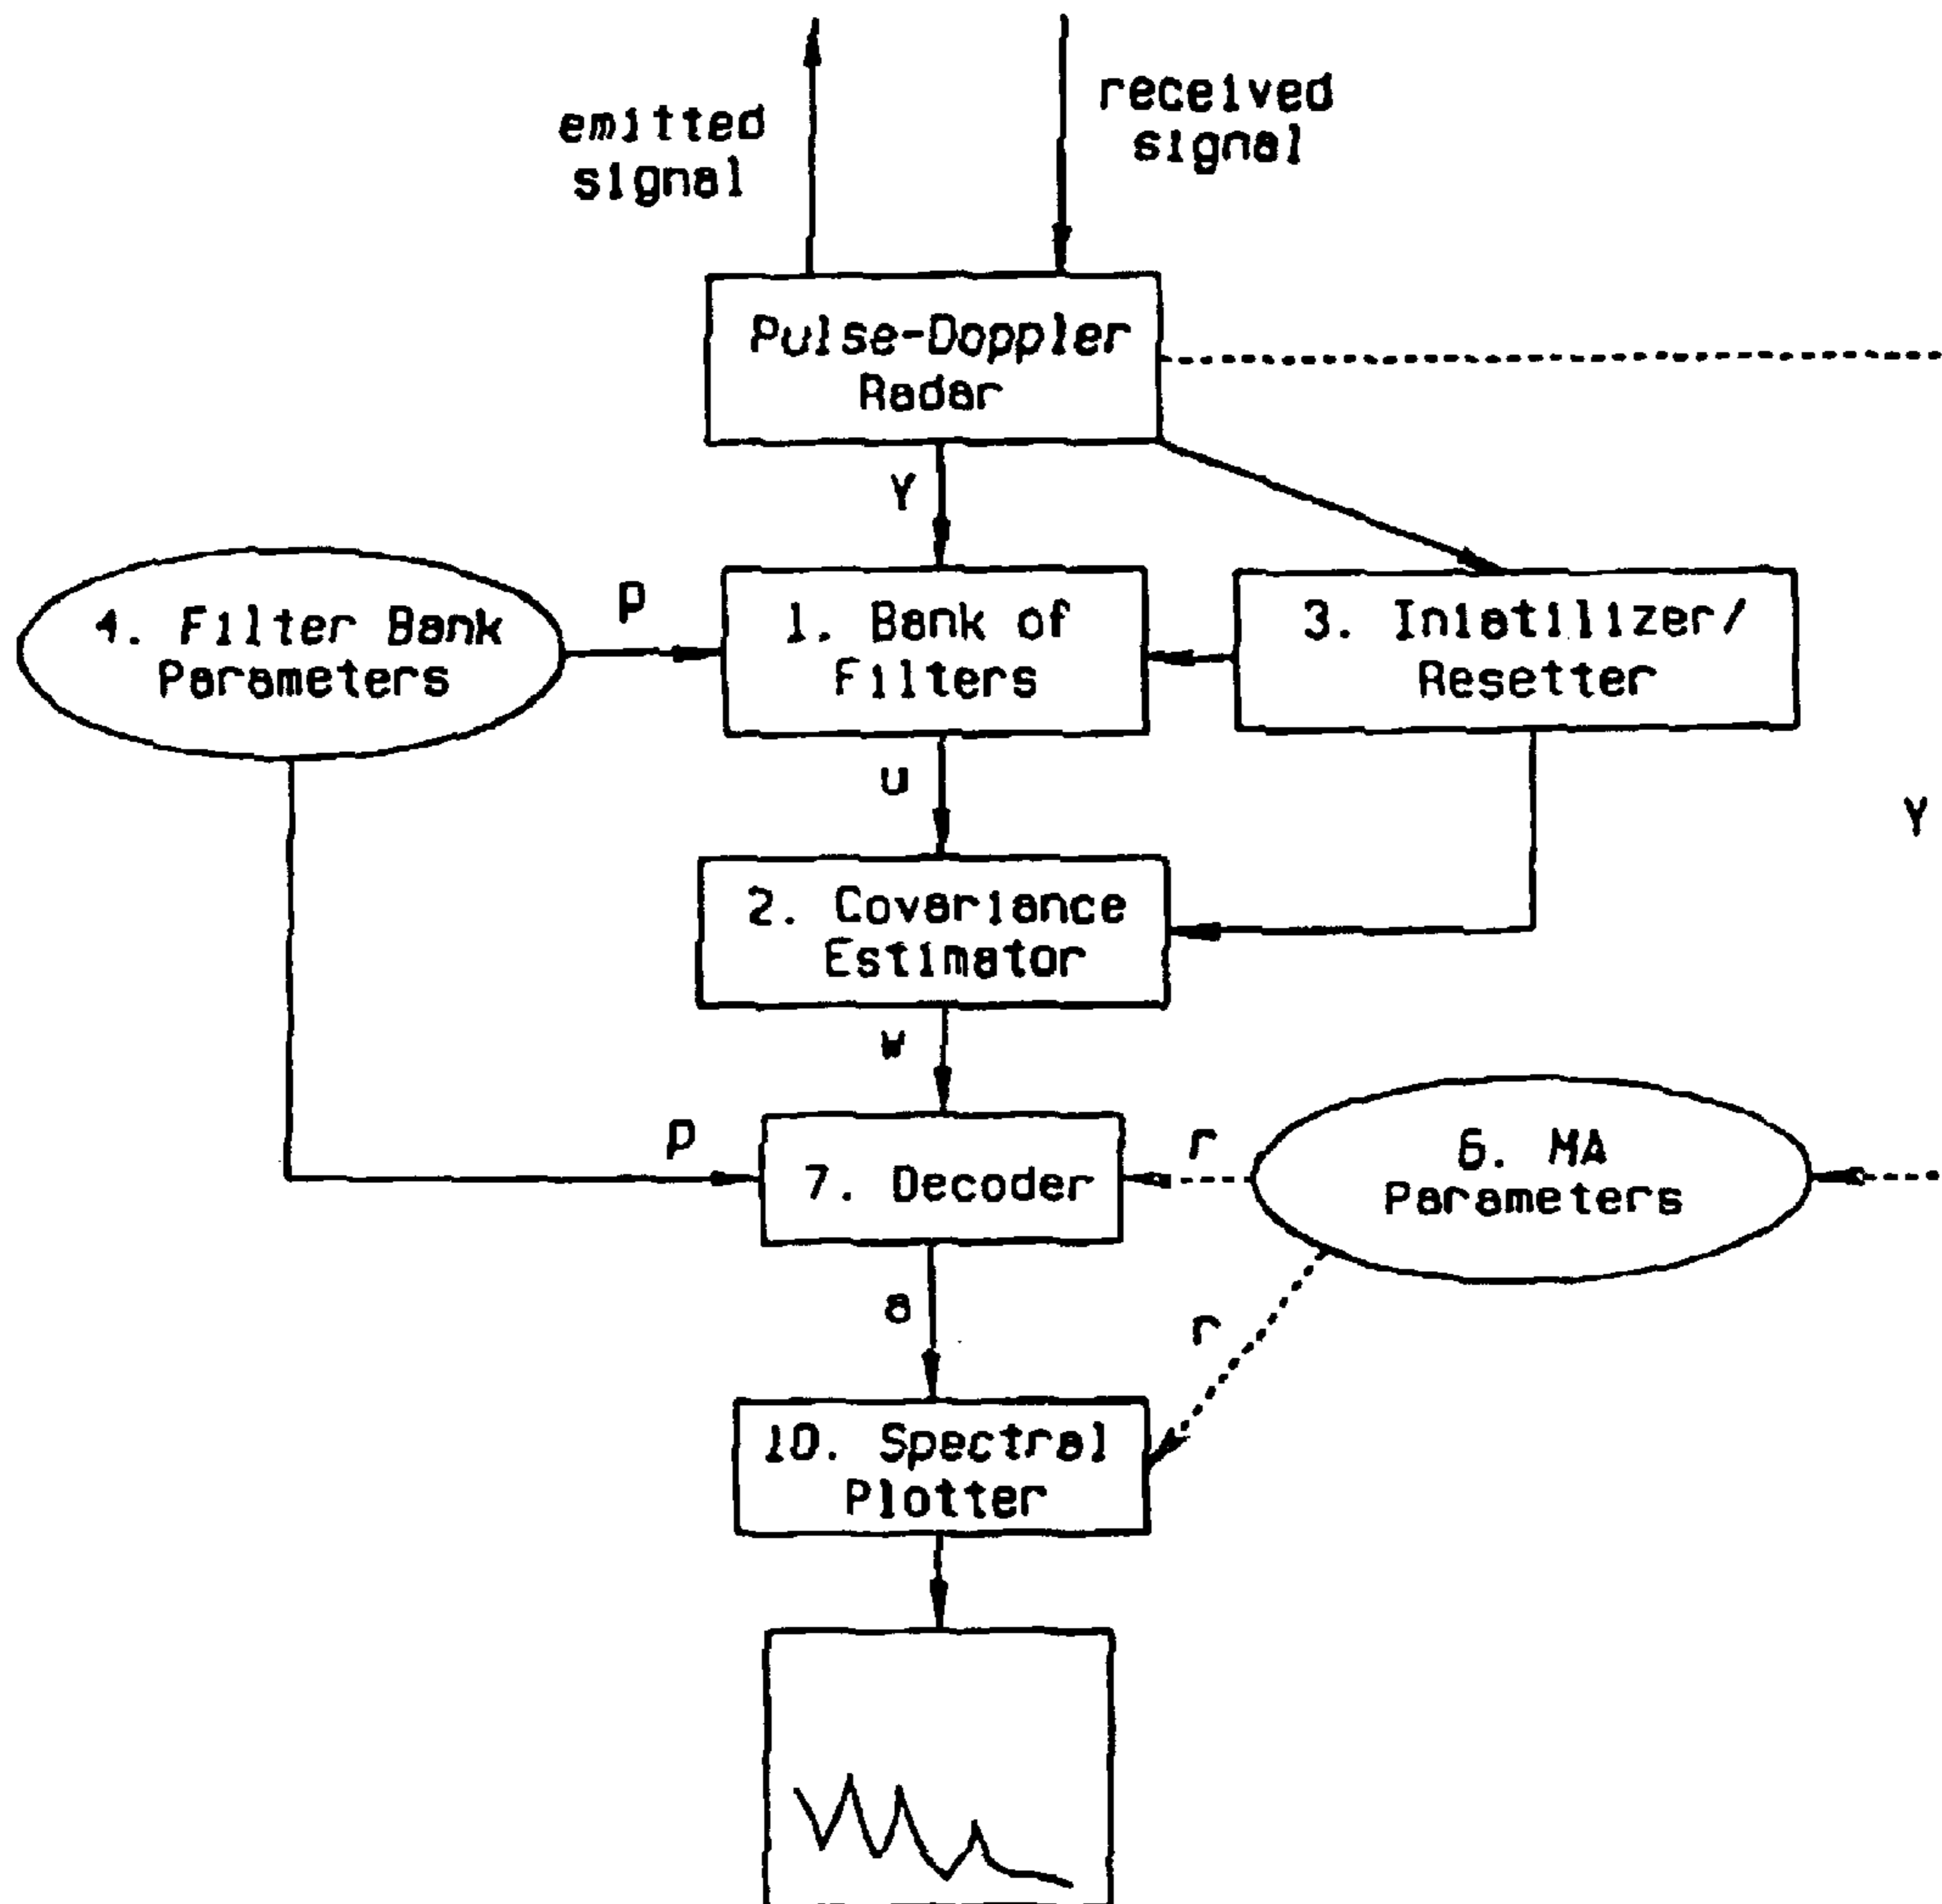 emitted
signal
received
signal
Pulse-Doppler
Radar
Y
4. Filter Bank
Parameters
p
1. Bank of
Filters
3. Iniatilizer/
Resetter
u
Y
2. Covariance
Estimator
w
p
7. Decoder
r
6. MA
Parameters
a
r
10. Spectral
Plotter